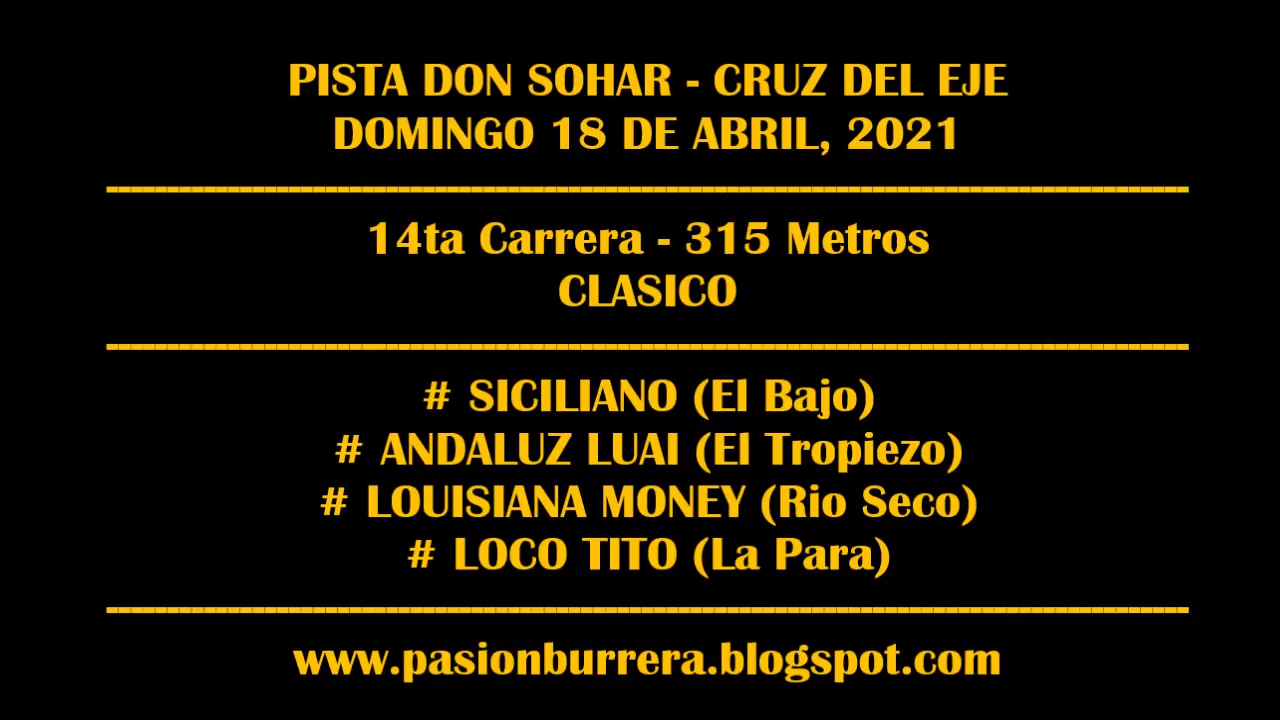 PISTA DON SOHAR - CRUZ DEL EJE
DOMINGO 18 DE ABRIL, 2021
14ta Carrera - 315 Metros
CLASICO
# SICILIANO (El Bajo)
# ANDALUZ LUAI (El Tropiezo)
# LOUISIANA MONEY (Rio Seco)
# LOCO TITO (La Para)
www.pasionburrera.blogspot.com